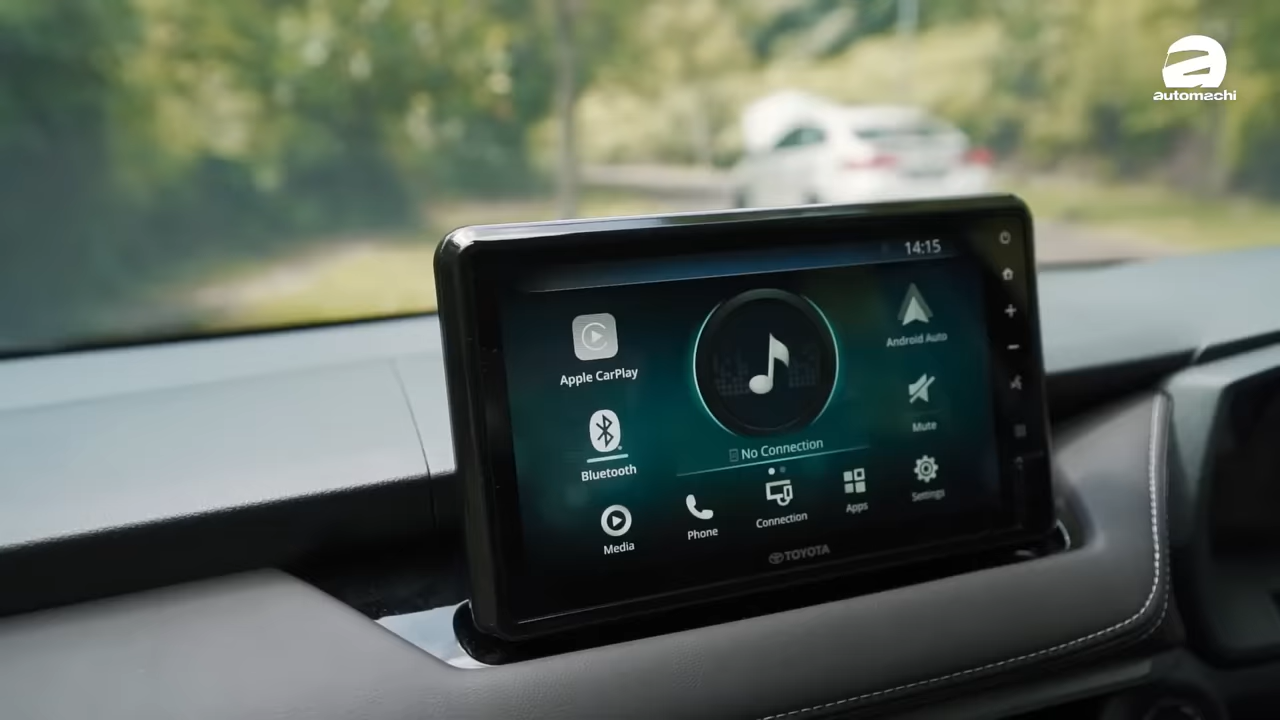 automachi
14:15
Apple CarPlay
Android Auto
Bluetooth
Mute
No Connection
Media
Phone
Connection
Apps
Settings
TOYOTA